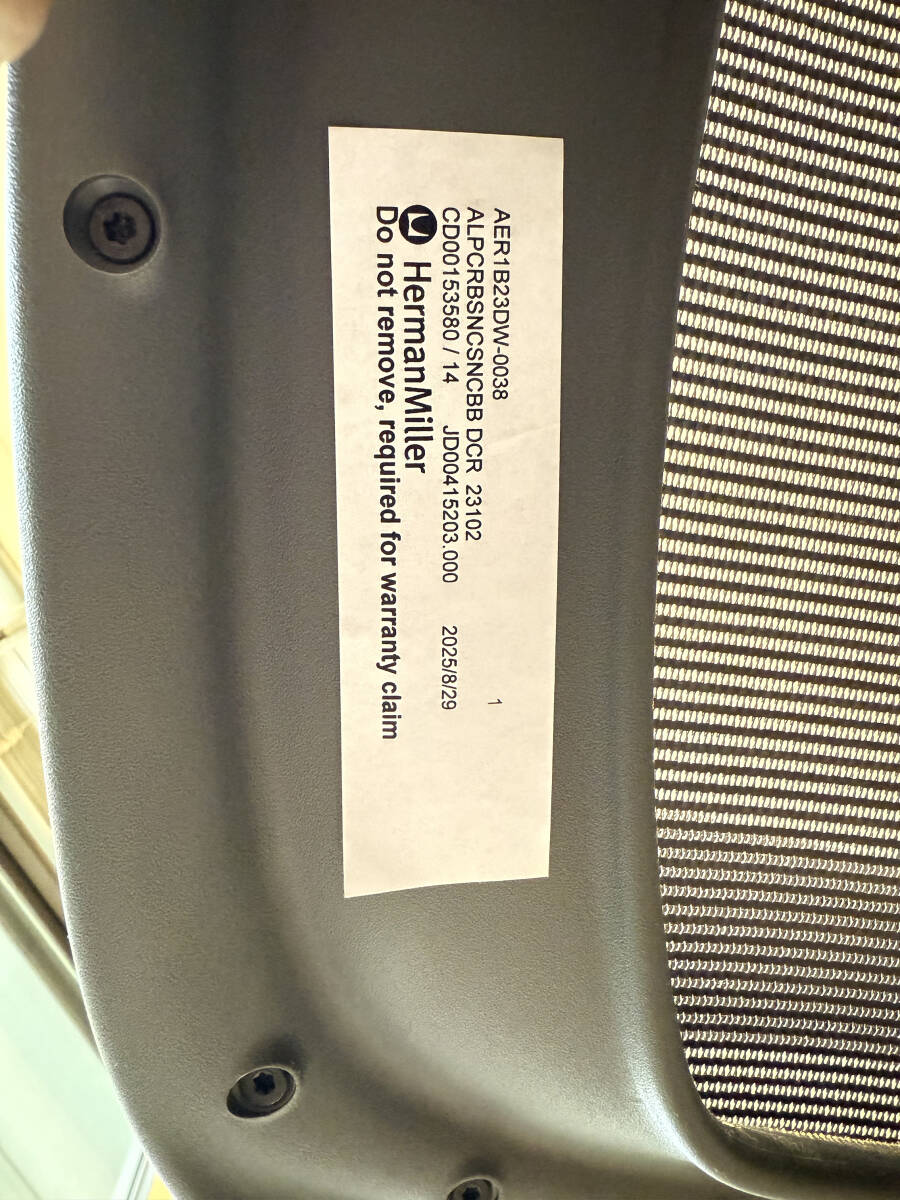 AER1B23DW-0038 1
ALPCRBSNCSNCBB DCR 23102
CD00153580 / 14 JD00415203.000 2025/8/29
HermanMiller
Do not remove, required for warranty claim